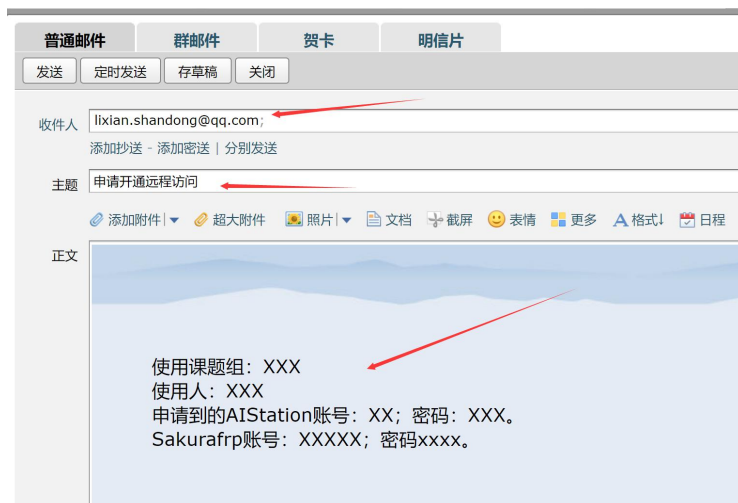 普通邮件 群邮件 贺卡 明信片
发送 定时发送 存草稿 关闭
收件人 lixian.shandong@qq.com;
添加抄送 - 添加密送 | 分别发送
主题 申请开通远程访问
添加附件 | 超大附件 照片 | 文档 截屏 表情 更多 格式↓ 日程
正文
使用课题组：XXX
使用人：XXX
申请到的AIStation账号：XX；密码：XXX。
Sakurafrp账号：XXXXX；密码xxxx。